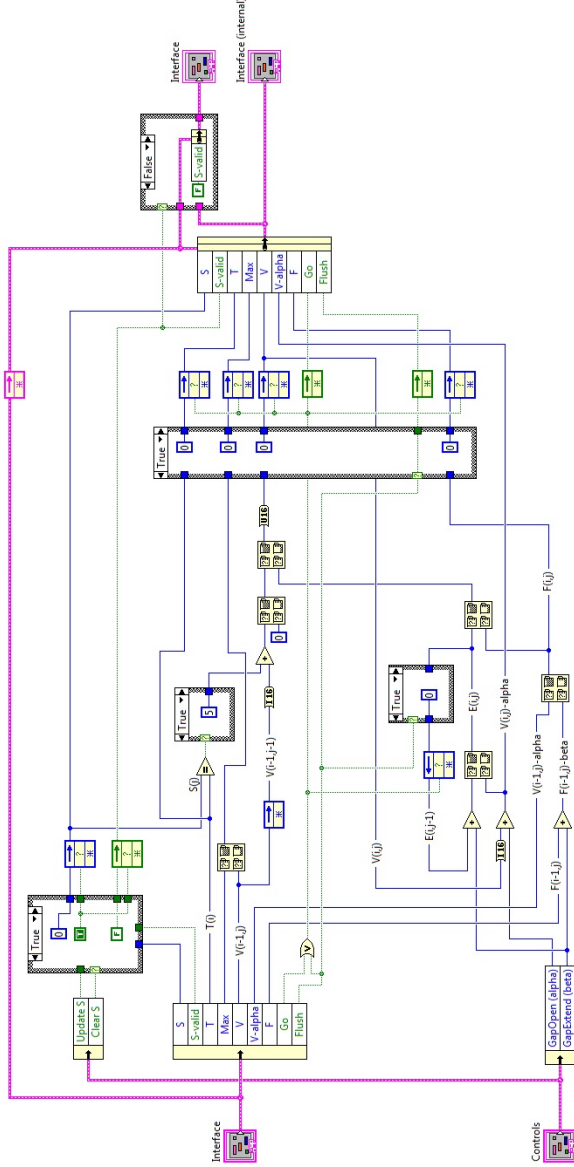 Interface
Controls
Update S
Clear S
S
S-valid
T
Max
V
V-alpha
F
Go
Flush
GapOpen (alpha)
GapExtend (beta)
True
0
T
F
?
T(i)
V(i-1,j)
S(j)
=
True
5
?
V(i-1,j-1)
I16
+
0
U16
V
V(i,j)
E(i,j-1)
True
0
?
+
I16
+
F(i-1,j)
+
E(i,j)
V(i,j)-alpha
V(i-1,j)-alpha
F(i-1,j)-beta
F(i,j)
True
0
0
0
?
0
S
S-valid
T
Max
V
V-alpha
F
Go
Flush
False
?
S-valid
F
Interface
Interface (internal)